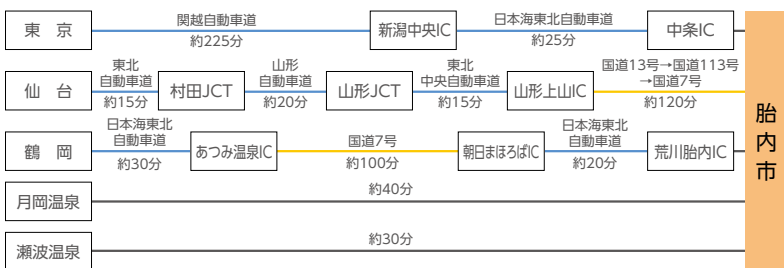 東 京
関越自動車道
約225分
新潟中央IC
日本海東北自動車道
約25分
中条IC
仙 台
東北
自動車道
約15分
村田JCT
山形
自動車道
約20分
山形JCT
東北
中央自動車道
約15分
山形上山IC
国道13号→国道113号
→国道7号
約120分
鶴 岡
日本海東北
自動車道
約30分
あつみ温泉IC
国道7号
約100分
朝日まほろばIC
日本海東北
自動車道
約20分
荒川胎内IC
月岡温泉
約40分
瀬波温泉
約30分
胎内市